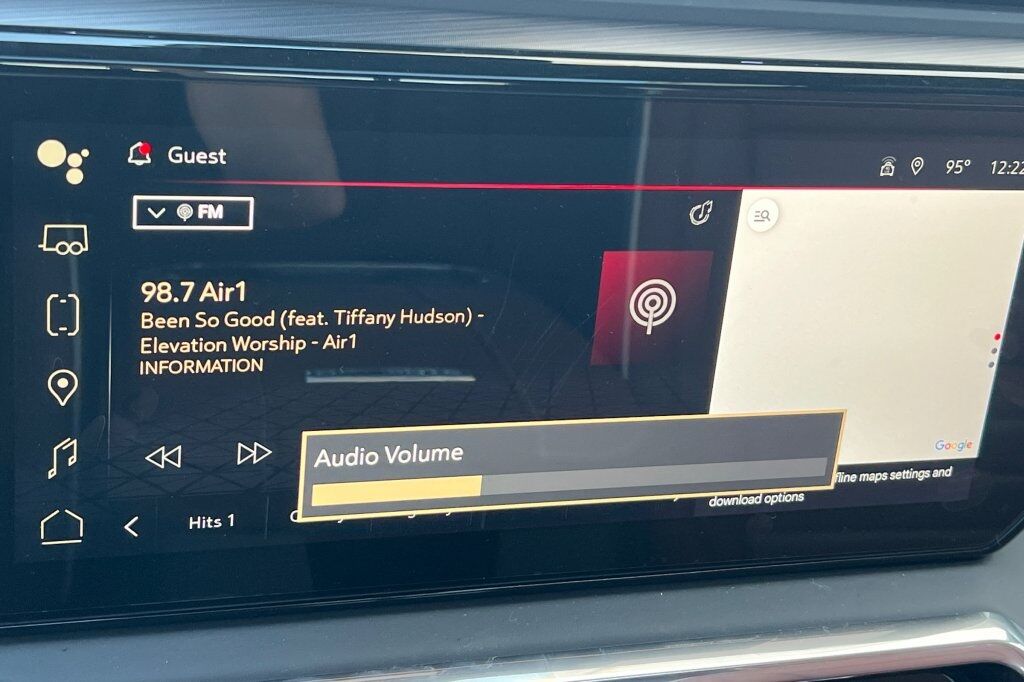 Guest
95° 12:22
FM
98.7 Air1
Been So Good (feat. Tiffany Hudson) -
Elevation Worship - Air1
INFORMATION
Audio Volume
Google
maps settings and
download options
Hits 1